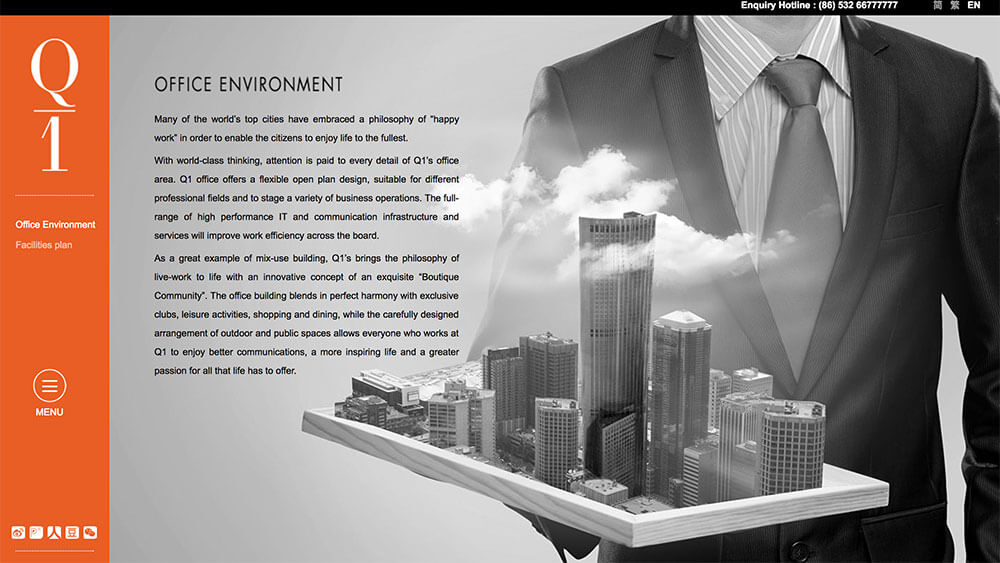 Enquiry Hotline : (86) 532 66777777
简 繁 EN
Q
1
Office Environment
Facilities plan
MENU
OFFICE ENVIRONMENT
Many of the world's top cities have embraced a philosophy of "happy
work" in order to enable the citizens to enjoy life to the fullest.
With world-class thinking, attention is paid to every detail of Q1's office
area. Q1 office offers a flexible open plan design, suitable for different
professional fields and to stage a variety of business operations. The full-
range of high performance IT and communication infrastructure and
services will improve work efficiency across the board.
As a great example of mix-use building, Q1's brings the philosophy of
live-work to life with an innovative concept of an exquisite "Boutique
Community". The office building blends in perfect harmony with exclusive
clubs, leisure activities, shopping and dining, while the carefully designed
arrangement of outdoor and public spaces allows everyone who works at
Q1 to enjoy better communications, a more inspiring life and a greater
passion for all that life has to offer.
人
豆